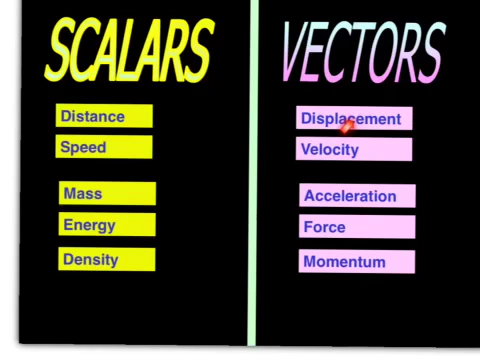 SCALARS
Distance
Speed
Mass
Energy
Density
VECTORS
Displacement
Velocity
Acceleration
Force
Momentum